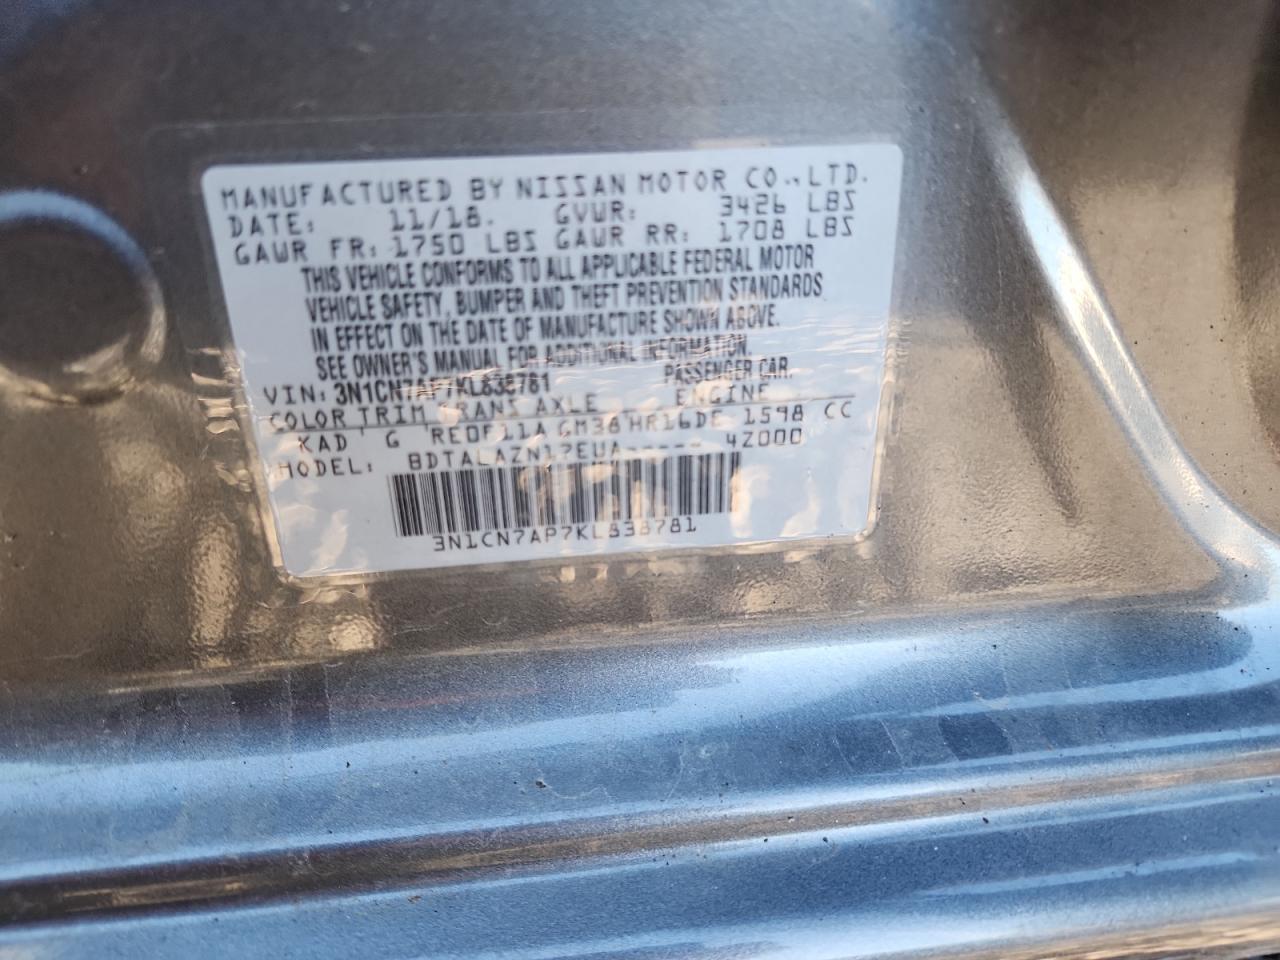 MANUFACTURED BY NISSAN MOTOR CO., LTD.
DATE: 11/18. GVWR: 3426 LBS
GAWR FR: 1750 LBS GAWR RR: 1708 LBS
THIS VEHICLE CONFORMS TO ALL APPLICABLE FEDERAL MOTOR
VEHICLE SAFETY, BUMPER AND THEFT PREVENTION STANDARDS
IN EFFECT ON THE DATE OF MANUFACTURE SHOWN ABOVE.
SEE OWNER'S MANUAL FOR ADDITIONAL INFORMATION.
VIN: 3N1CN7AP7KL838781 PASSENGER CAR.
COLOR TRIM TRANS AXLE ENGINE
KAD G RE0F11A GM38 HR16DE 1598 CC
MODEL: BDTALAZN17EUA----- 4Z000
3N1CN7AP7KL838781